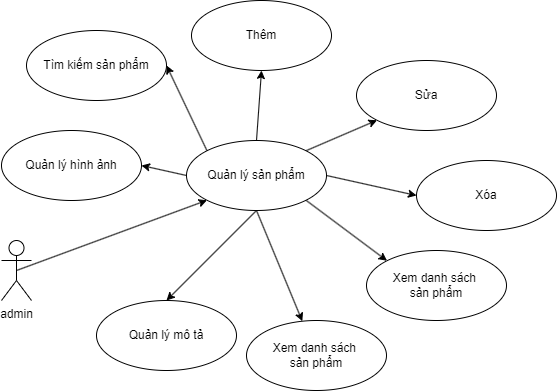 Thêm
Tìm kiếm sản phẩm
Sửa
Quản lý hình ảnh
Quản lý sản phẩm
Xóa
Xem danh sách
sản phẩm
admin
Quản lý mô tả
Xem danh sách
sản phẩm